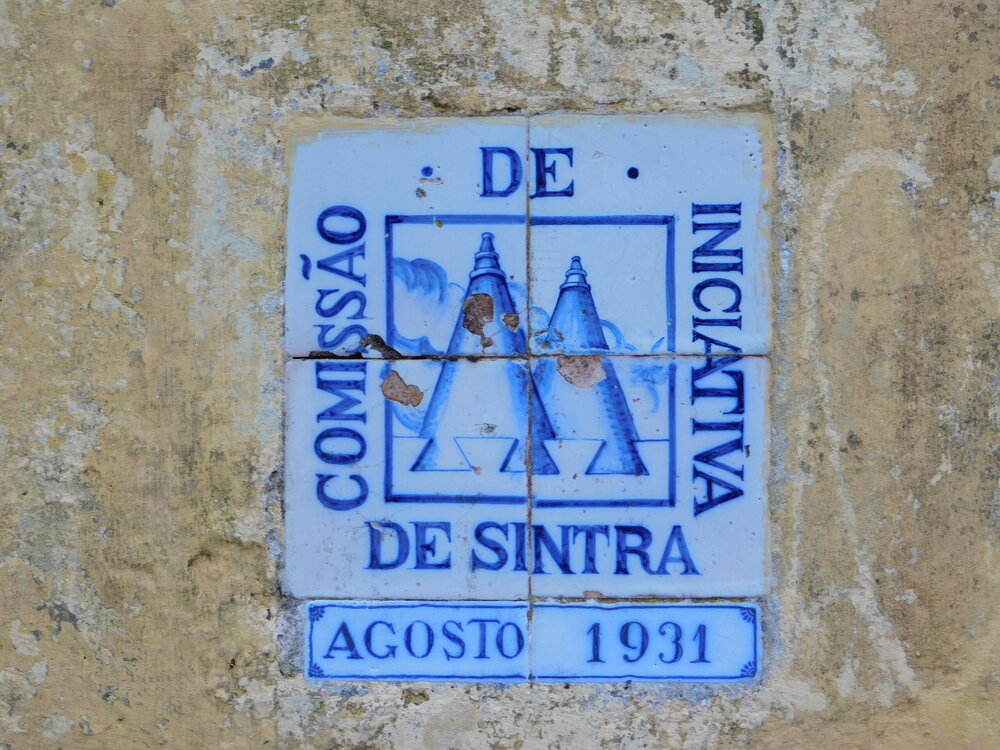 COMISSÃO
· DE ·
INICIATIVA
DE SINTRA
AGOSTO 1931